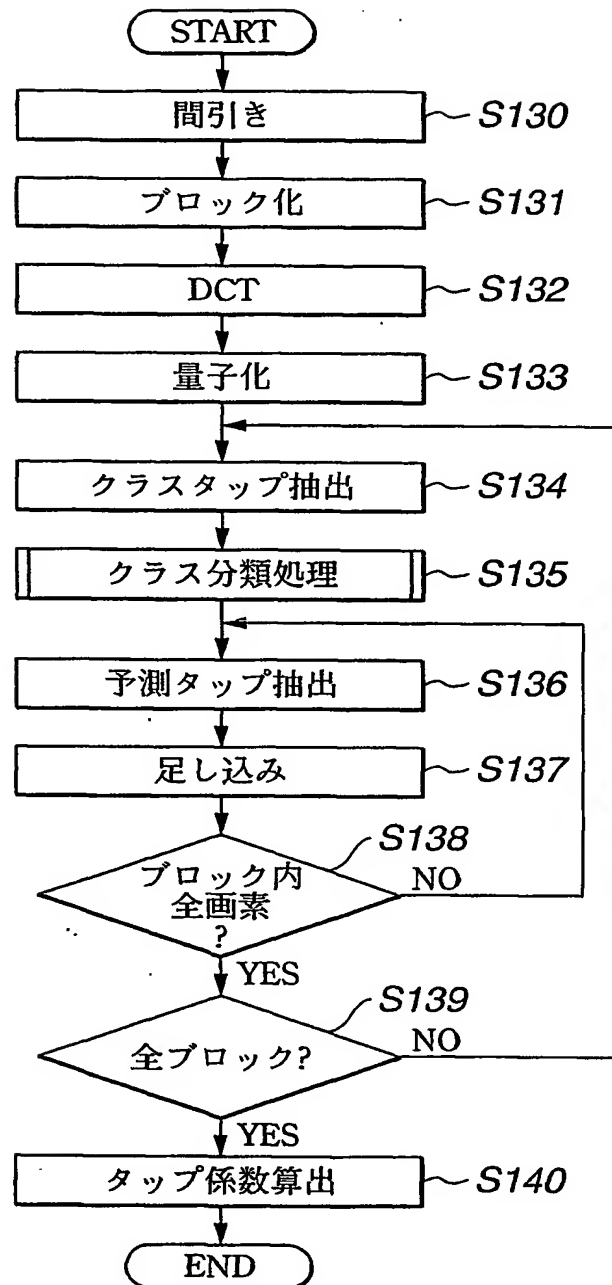 START
間引き
S130
ブロック化
S131
DCT
S132
量子化
S133
クラスタップ抽出
S134
クラス分類処理
S135
予測タップ抽出
S136
足し込み
S137
S138
ブロック内
全画素
?
NO
YES
S139
全ブロック?
NO
YES
タップ係数算出
S140
END